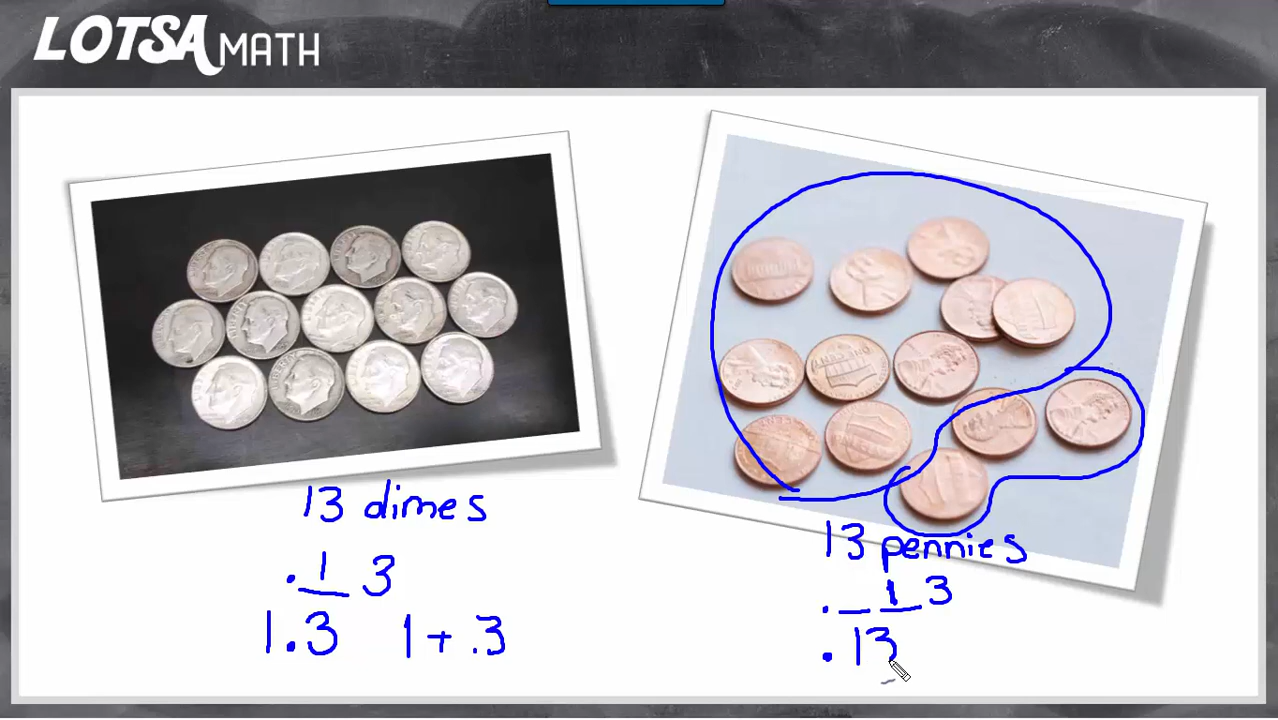 LOTSA MATH
13 dimes
. 1 3
1.3 1 + .3
13 pennies
. _ 1 3
.13